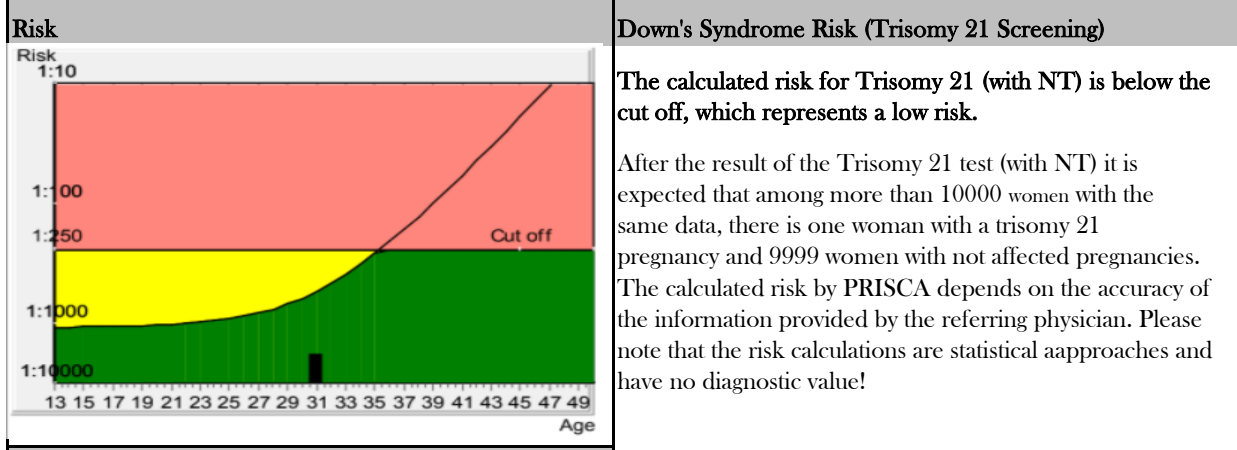 Risk
Risk
1:10
1:100
1:250
Cut off
1:1000
1:10000
13 15 17 19 21 23 25 27 29 31 33 35 37 39 41 43 45 47 49
Age
Down's Syndrome Risk (Trisomy 21 Screening)
The calculated risk for Trisomy 21 (with NT) is below the
cut off, which represents a low risk.
After the result of the Trisomy 21 test (with NT) it is
expected that among more than 10000 women with the
same data, there is one woman with a trisomy 21
pregnancy and 9999 women with not affected pregnancies.
The calculated risk by PRISCA depends on the accuracy of
the information provided by the referring physician. Please
note that the risk calculations are statistical aapproaches and
have no diagnostic value!